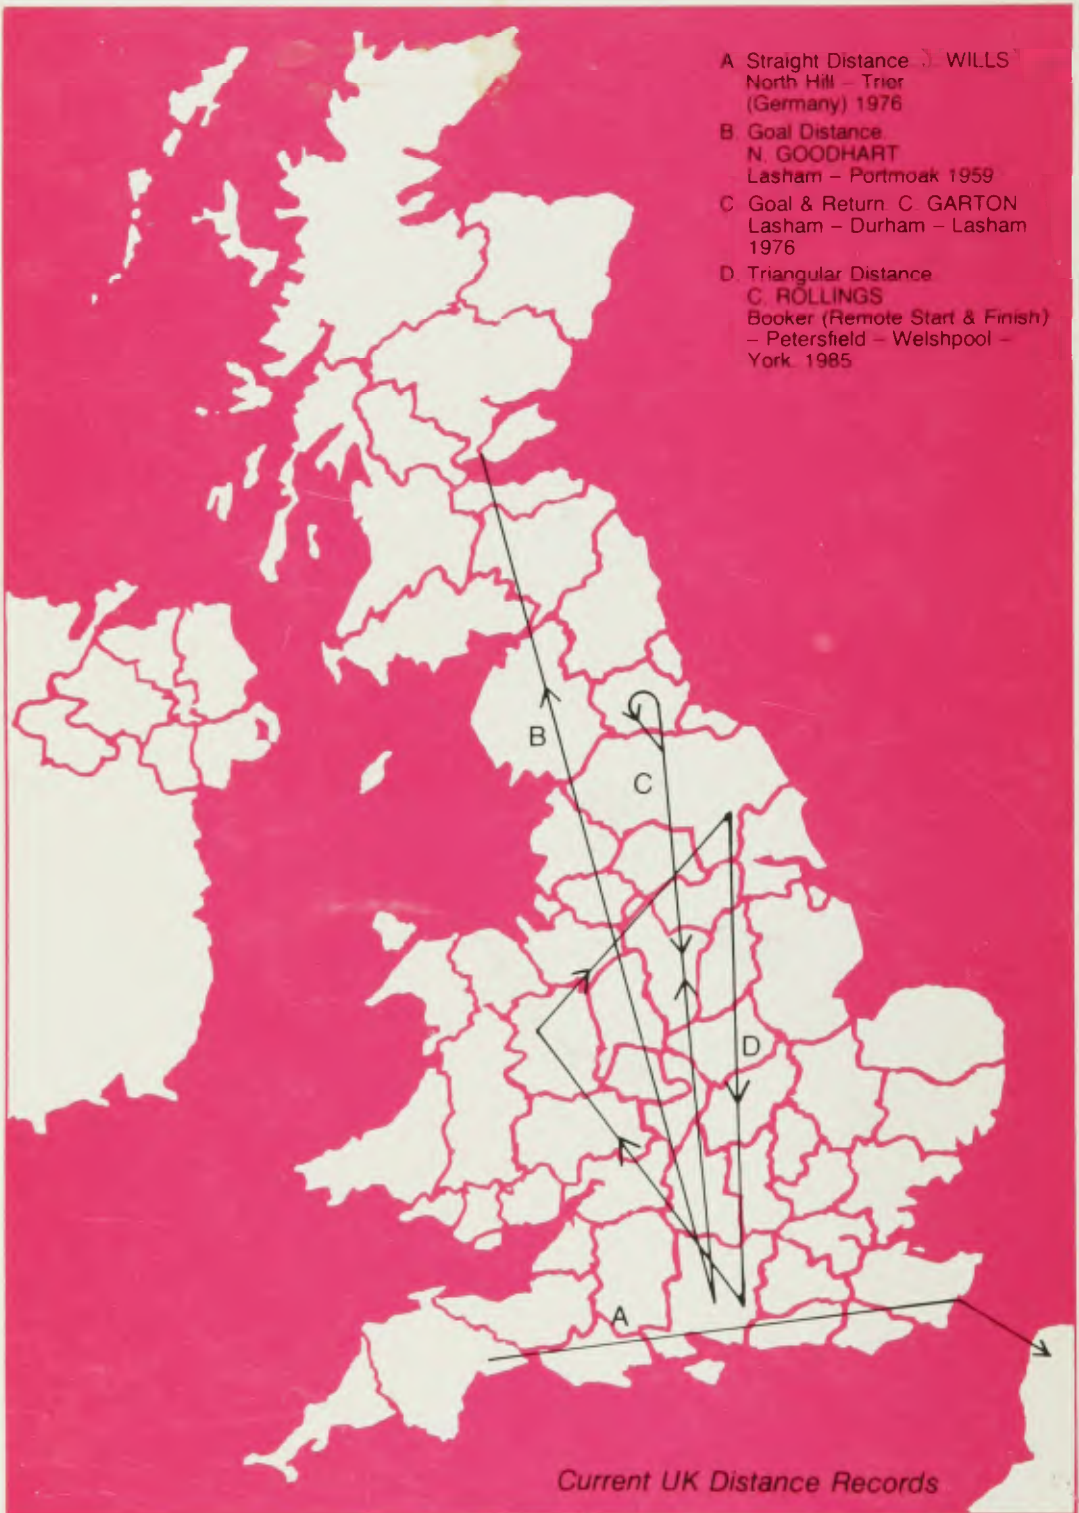 A Straight Distance J. WILLS
North Hill – Trier
(Germany) 1976
B. Goal Distance.
N. GOODHART
Lasham – Portmoak 1959
C Goal & Return. C. GARTON
Lasham – Durham – Lasham
1976
D. Triangular Distance
C. ROLLINGS
Booker (Remote Start & Finish)
– Petersfield – Welshpool –
York. 1985
B
C
D
A
Current UK Distance Records